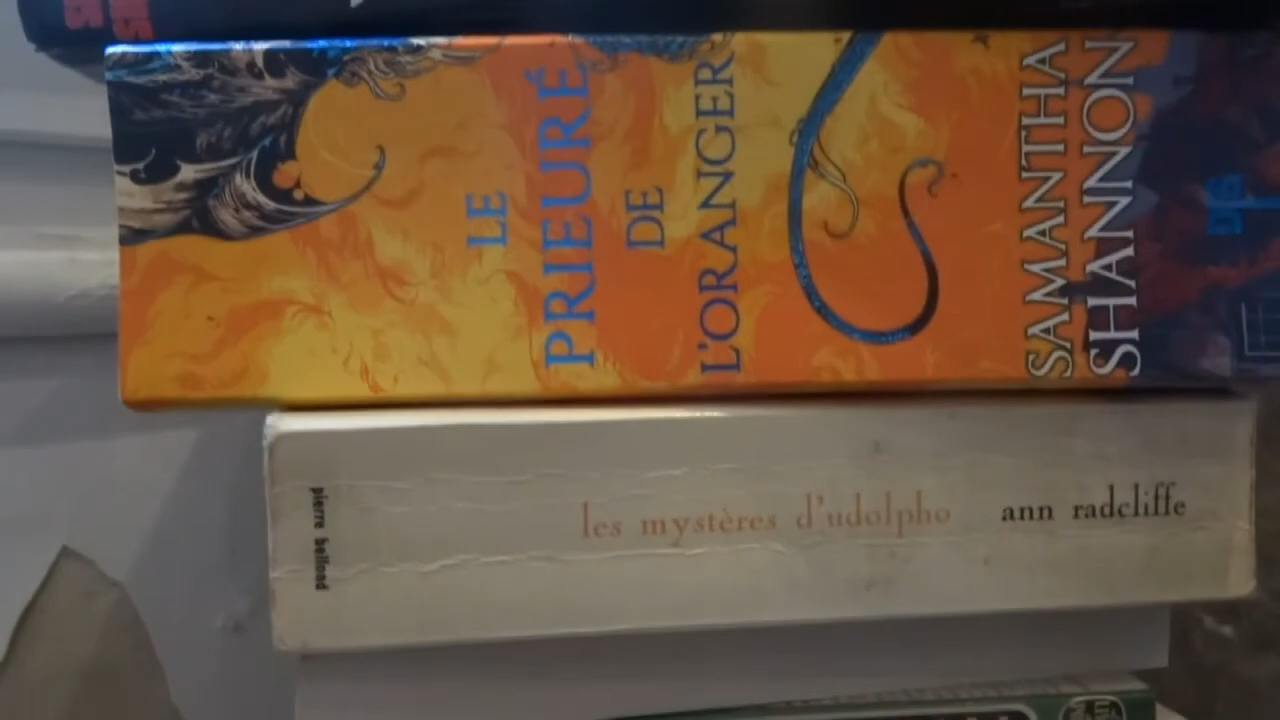 LE
PRIEURÉ
DE
L'ORANGER
SAMANTHA
SHANNON
pierre belfond
les mystères d'udolpho ann radcliffe